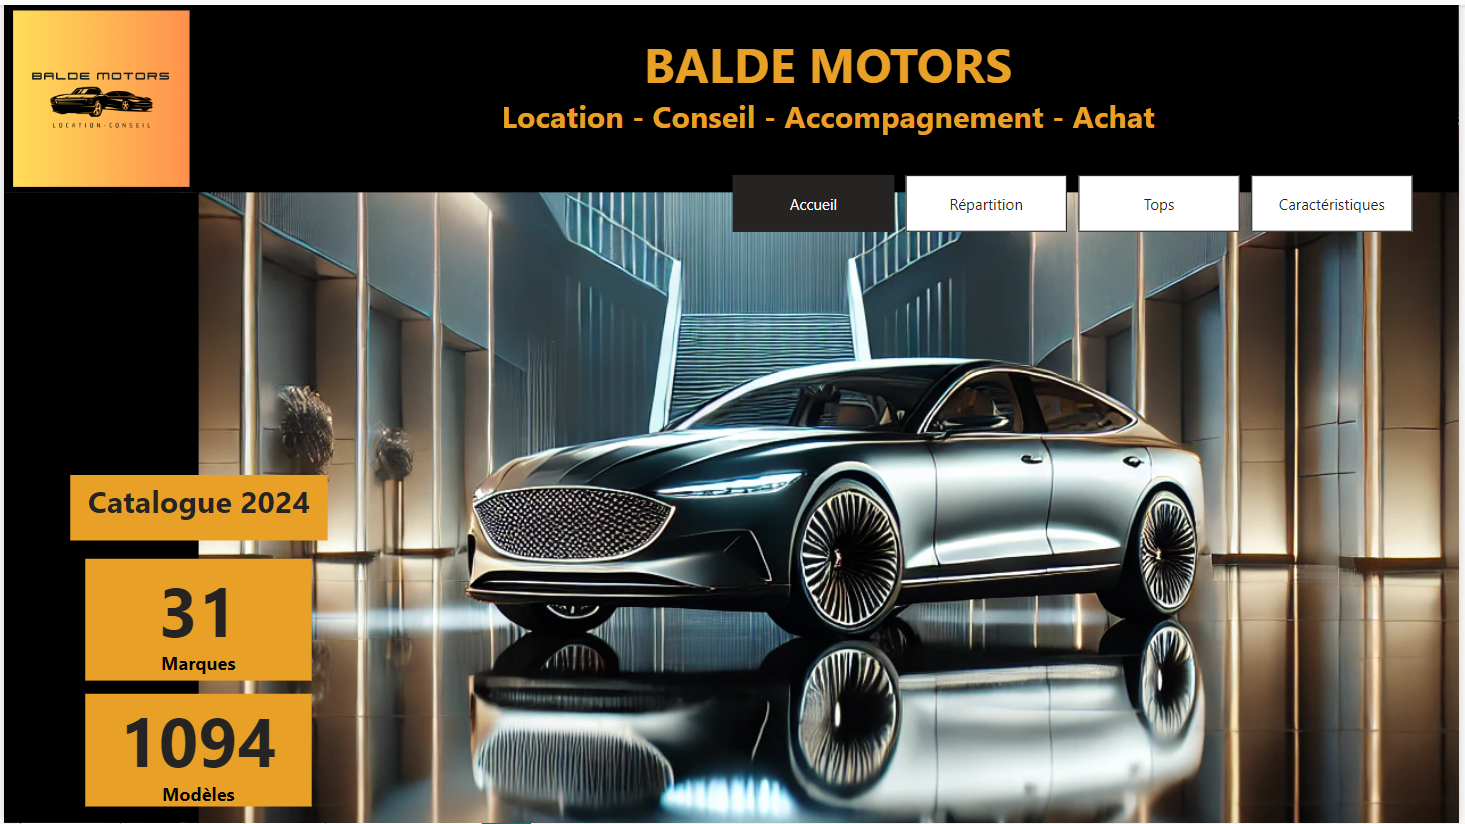 BALDE MOTORS
LOCATION-CONSEIL
BALDE MOTORS
Location - Conseil - Accompagnement - Achat
Accueil
Répartition
Tops
Caractéristiques
Catalogue 2024
31
Marques
1094
Modèles